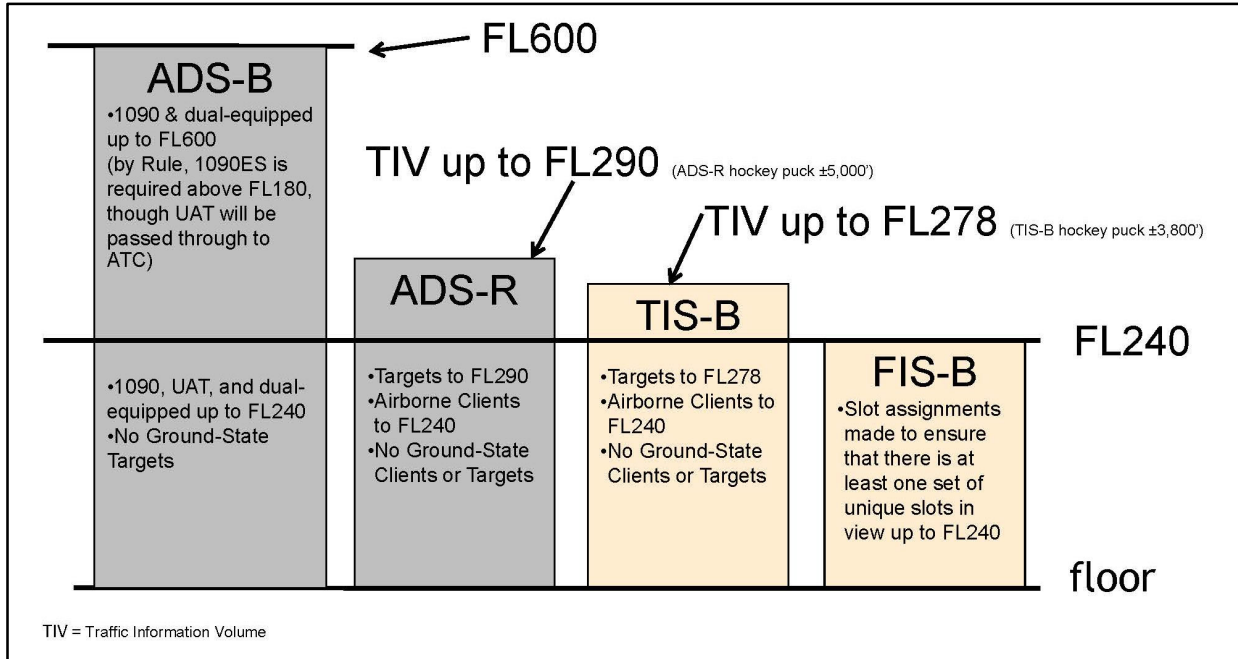 FL600
ADS-B
•1090 & dual-equipped
up to FL600
(by Rule, 1090ES is
required above FL180,
though UAT will be
passed through to
ATC)
•1090, UAT, and dual-
equipped up to FL240
•No Ground-State
Targets
TIV up to FL290 (ADS-R hockey puck ±5,000')
ADS-R
•Targets to FL290
•Airborne Clients
to FL240
•No Ground-State
Clients or Targets
TIV up to FL278 (TIS-B hockey puck ±3,800')
TIS-B
•Targets to FL278
•Airborne Clients to
FL240
•No Ground-State
Clients or Targets
FL240
FIS-B
•Slot assignments
made to ensure
that there is at
least one set of
unique slots in
view up to FL240
floor
TIV = Traffic Information Volume